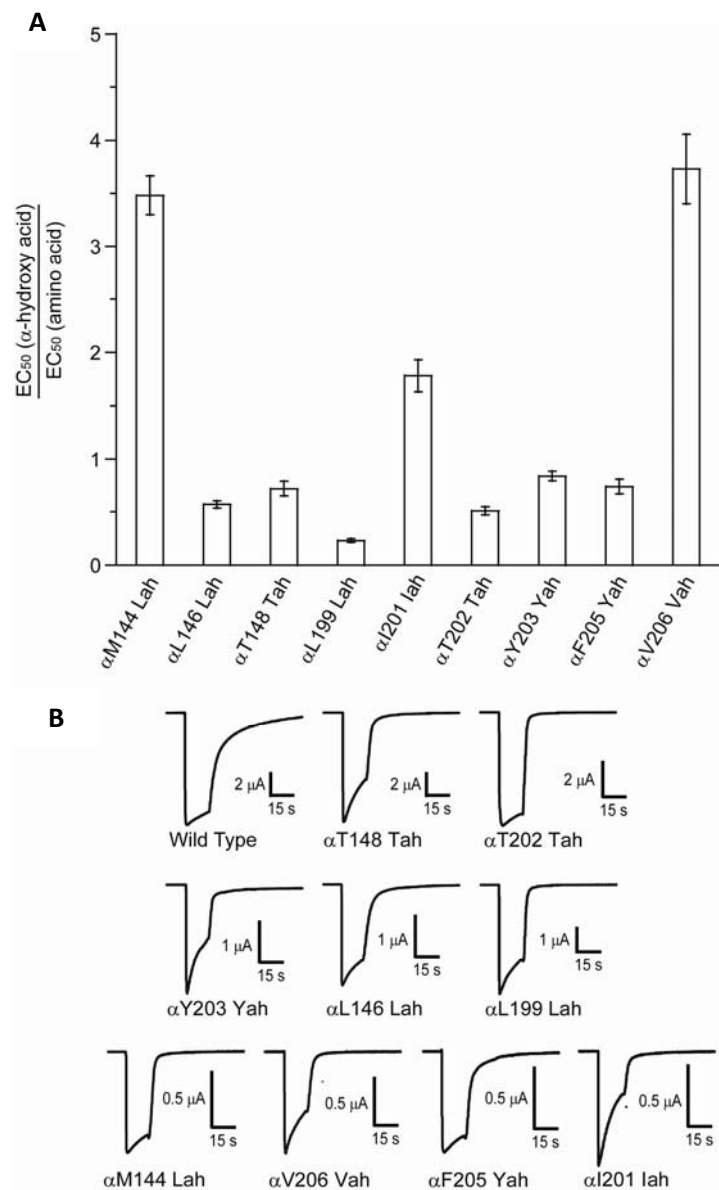 A
5
4
3
2
1
0
EC50 (α-hydroxy acid)
EC50 (amino acid)
αM144 Lah
αL146 Lah
αT148 Tah
αL199 Lah
αI201 Iah
αT202 Tah
αY203 Yah
αF205 Yah
αV206 Vah
B
2 μA
15 s
Wild Type
2 μA
15 s
αT148 Tah
2 μA
15 s
αT202 Tah
1 μA
15 s
αY203 Yah
1 μA
15 s
αL146 Lah
1 μA
15 s
αL199 Lah
0.5 μA
15 s
αM144 Lah
0.5 μA
15 s
αV206 Vah
0.5 μA
15 s
αF205 Yah
0.5 μA
15 s
αI201 Iah